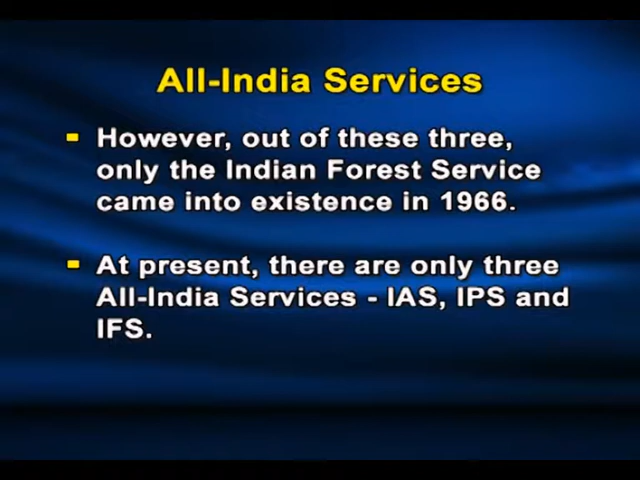 All-India Services
However, out of these three,
only the Indian Forest Service
came into existence in 1966.
At present, there are only three
All-India Services - IAS, IPS and
IFS.